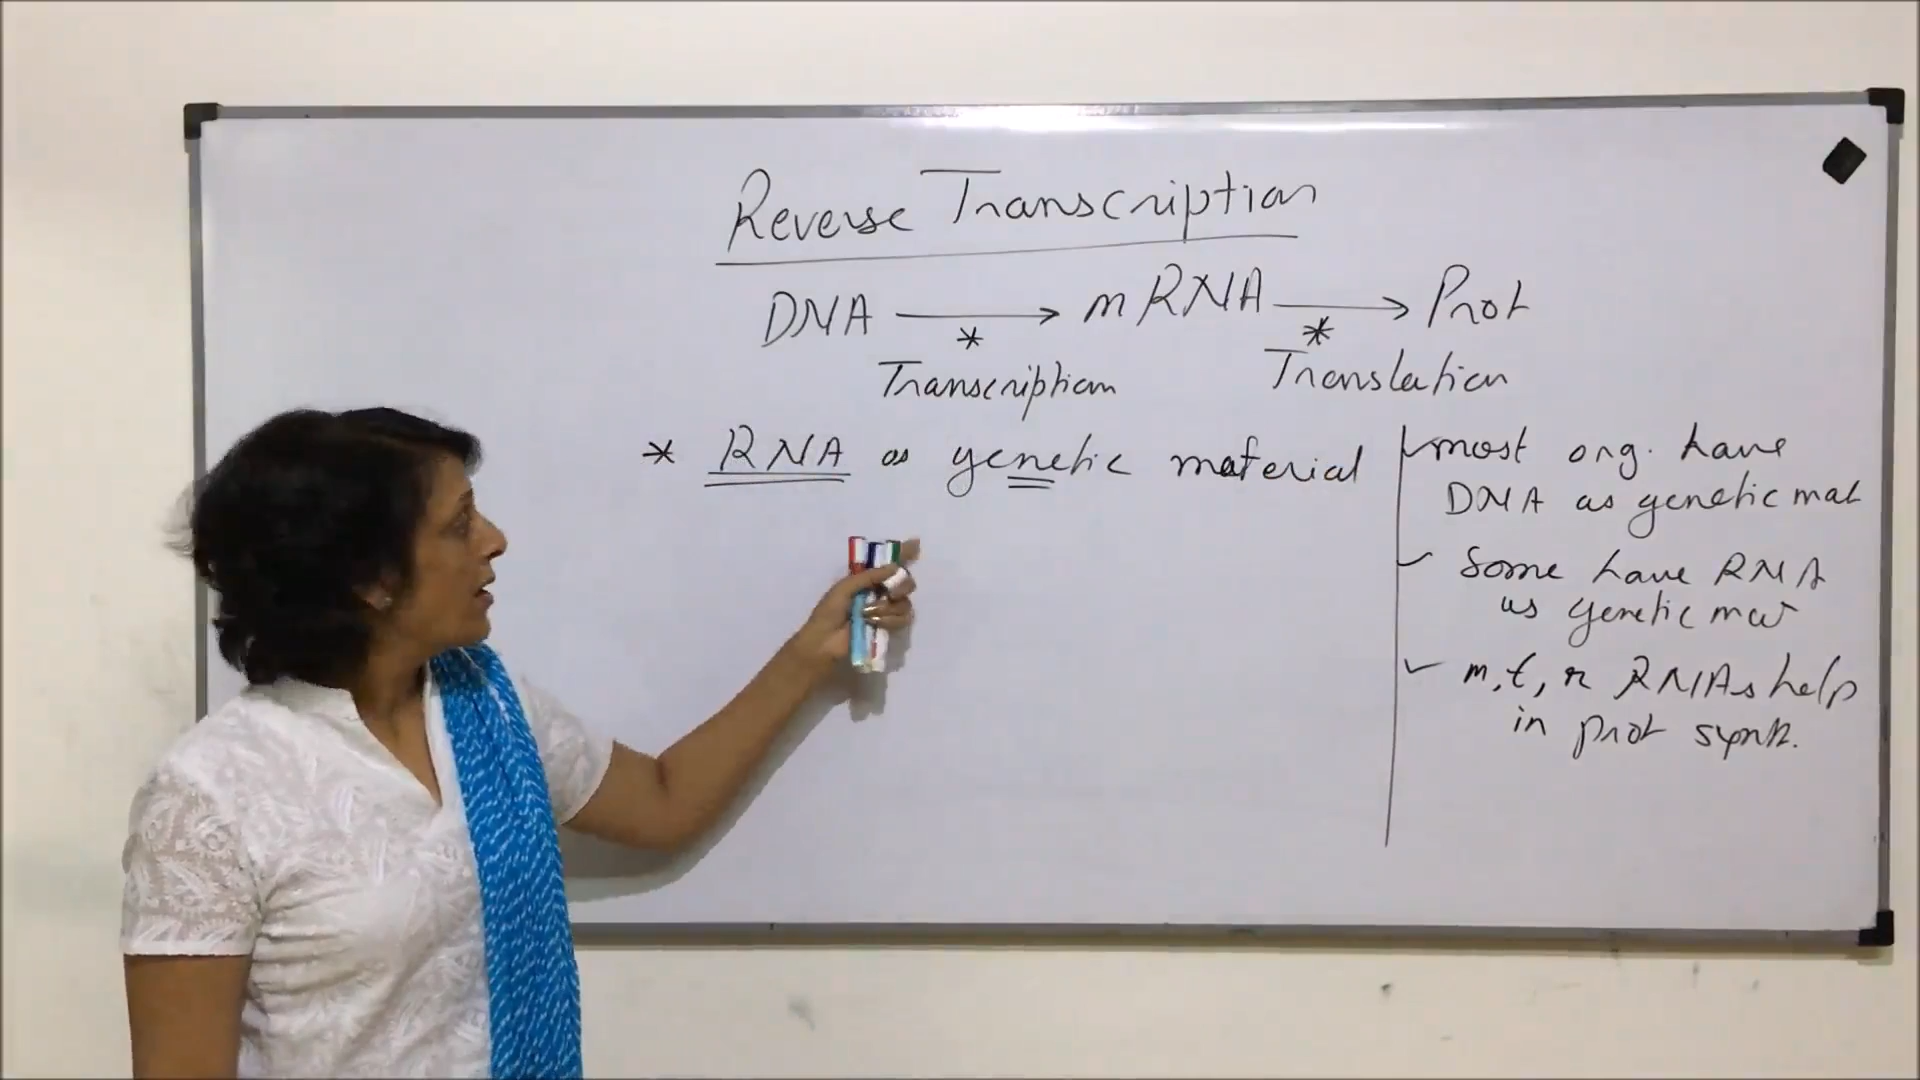 Reverse Transcription
DNA → mRNA → Prot
* *
Transcription Translation
* RNA as genetic material
✓ most org. have
DNA as genetic mat
✓ Some have RNA
as genetic mat
✓ m, t, r RNAs help
in prot synth.